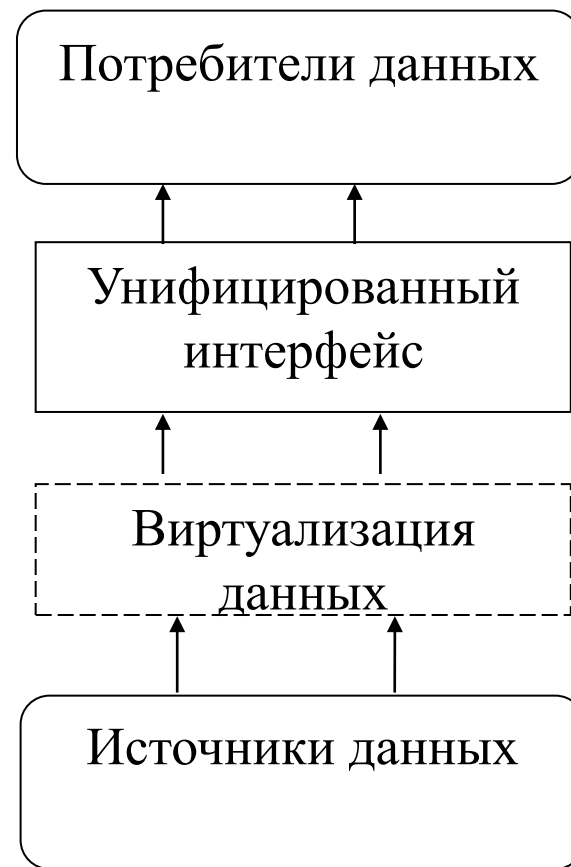 Потребители данных
Унифицированный
интерфейс
Виртуализация
данных
Источники данных